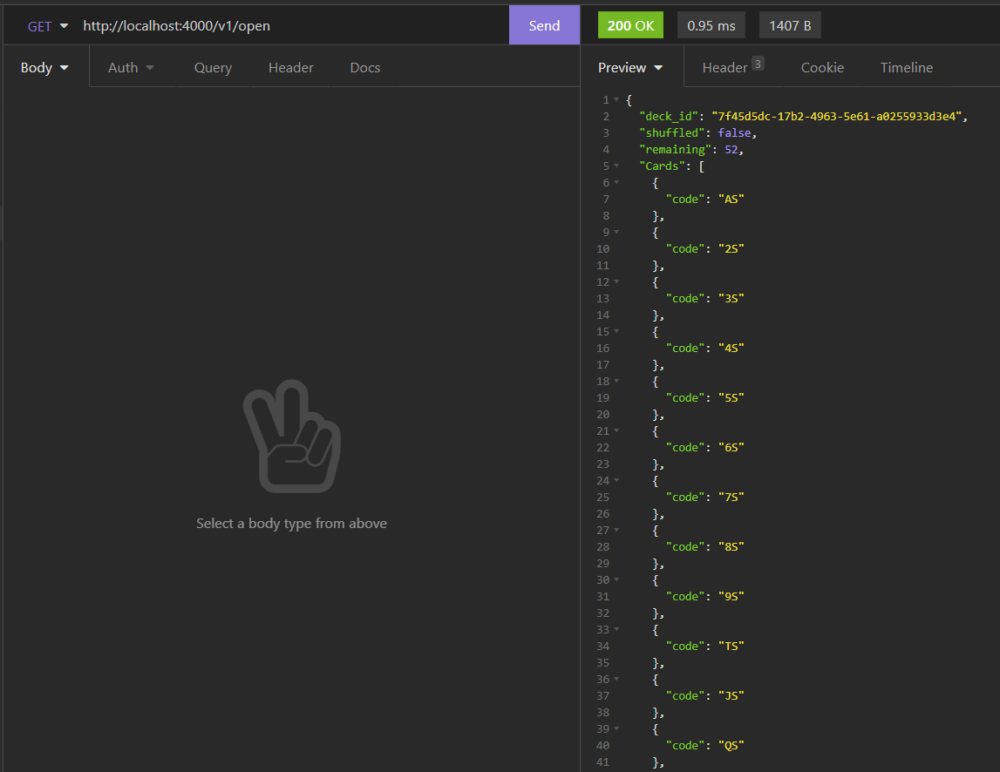 GET http://localhost:4000/v1/open Send
Body Auth Query Header Docs
Select a body type from above
200 OK 0.95 ms 1407 B
Preview Header 3 Cookie Timeline
1 {
2 "deck_id": "7f45d5dc-17b2-4963-5e61-a0255933d3e4",
3 "shuffled": false,
4 "remaining": 52,
5 "Cards": [
6 {
7 "code": "AS"
8 },
9 {
10 "code": "2S"
11 },
12 {
13 "code": "3S"
14 },
15 {
16 "code": "4S"
17 },
18 {
19 "code": "5S"
20 },
21 {
22 "code": "6S"
23 },
24 {
25 "code": "7S"
26 },
27 {
28 "code": "8S"
29 },
30 {
31 "code": "9S"
32 },
33 {
34 "code": "TS"
35 },
36 {
37 "code": "JS"
38 },
39 {
40 "code": "QS"
41 },